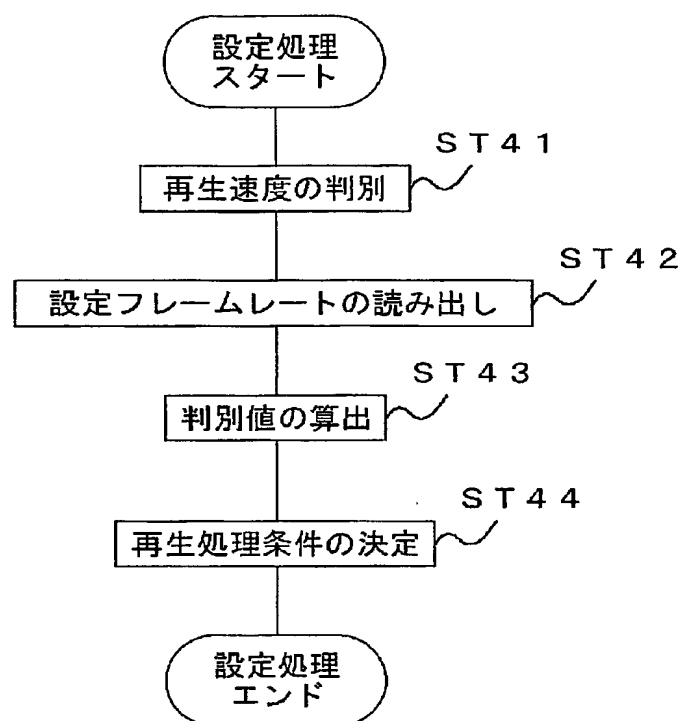 設定処理
スタート
ST41
再生速度の判別
ST42
設定フレームレートの読み出し
ST43
判別値の算出
ST44
再生処理条件の決定
設定処理
エンド